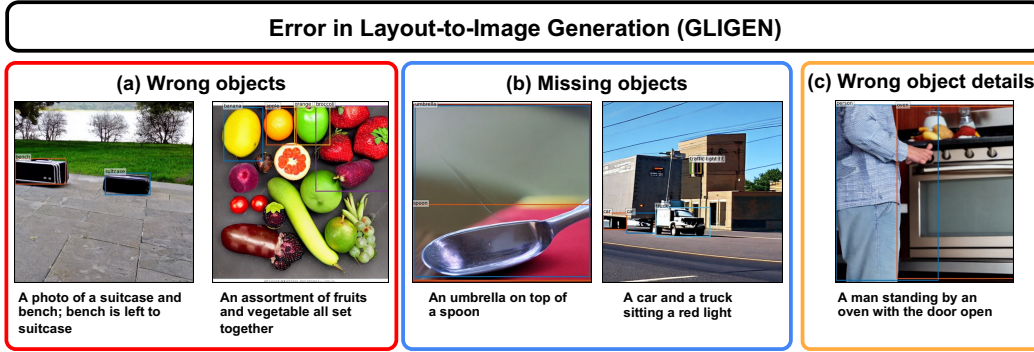 Error in Layout-to-Image Generation (GLIGEN)
(a) Wrong objects
(b) Missing objects
(c) Wrong object details
bench
suitcase
banana
apple
orange
broccoli
umbrella
spoon
car
car
traffic light
person
oven
A photo of a suitcase and
bench; bench is left to
suitcase
An assortment of fruits
and vegetable all set
together
An umbrella on top of
a spoon
A car and a truck
sitting a red light
A man standing by an
oven with the door open